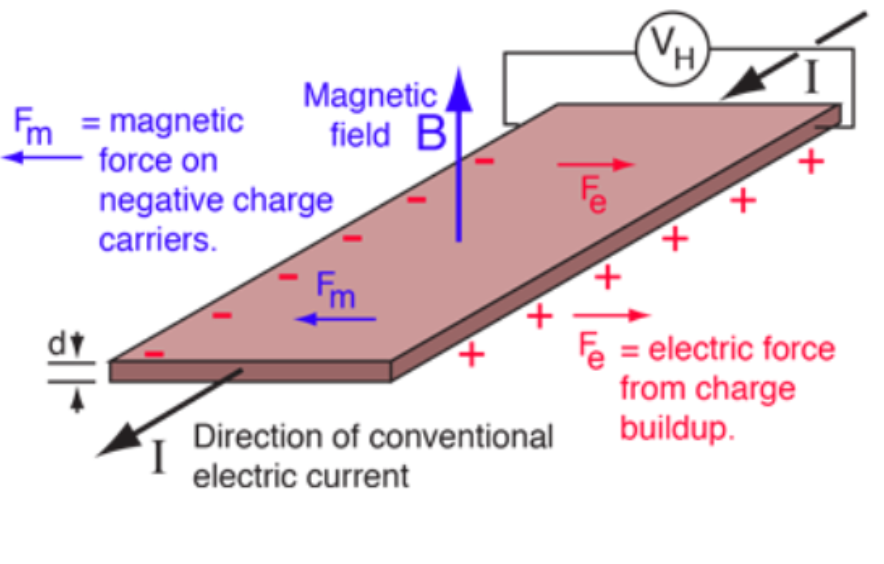 V_H
I
Magnetic
field B
F_m = magnetic
force on
negative charge
carriers.
- - - - - -
F_e
+ + + + + +
F_m
d
F_e = electric force
from charge
buildup.
I
Direction of conventional
electric current